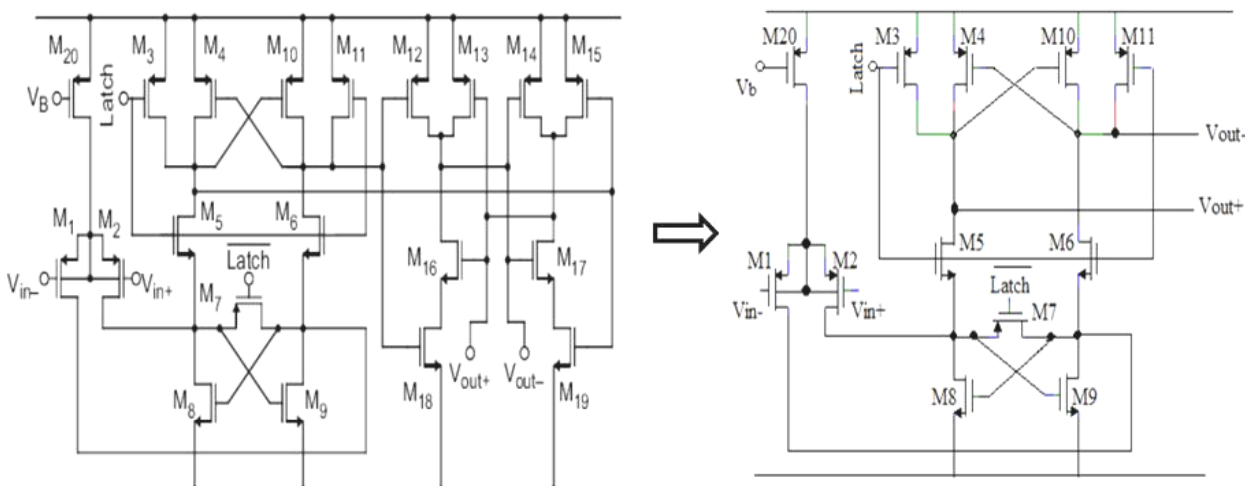 M20 M3 M4 M10 M11 M12 M13 M14 M15
VB
Latch
M1 M2 M5 M6
Latch
Vin- Vin+
M7
M16 M17
M8 M9
Vout+ Vout-
M18 M19
M20 M3 M4 M10 M11
Vb
Latch
Vout-
Vout+
M5 M6
M1 M2
Latch
Vin- Vin+
M7
M8 M9